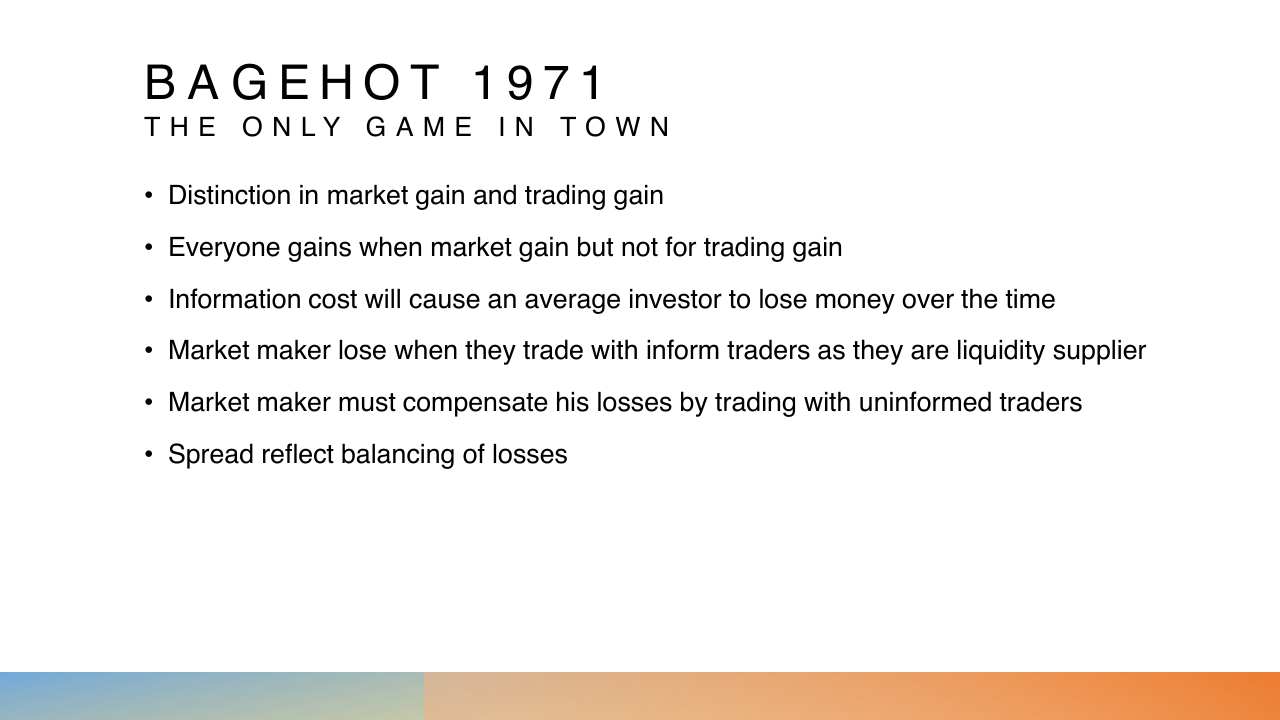 BAGEHOT 1971
THE ONLY GAME IN TOWN
• Distinction in market gain and trading gain
• Everyone gains when market gain but not for trading gain
• Information cost will cause an average investor to lose money over the time
• Market maker lose when they trade with inform traders as they are liquidity supplier
• Market maker must compensate his losses by trading with uninformed traders
• Spread reflect balancing of losses